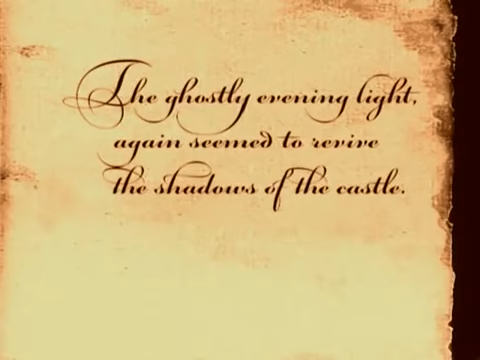 The ghostly evening light,
again seemed to revive
the shadows of the castle.